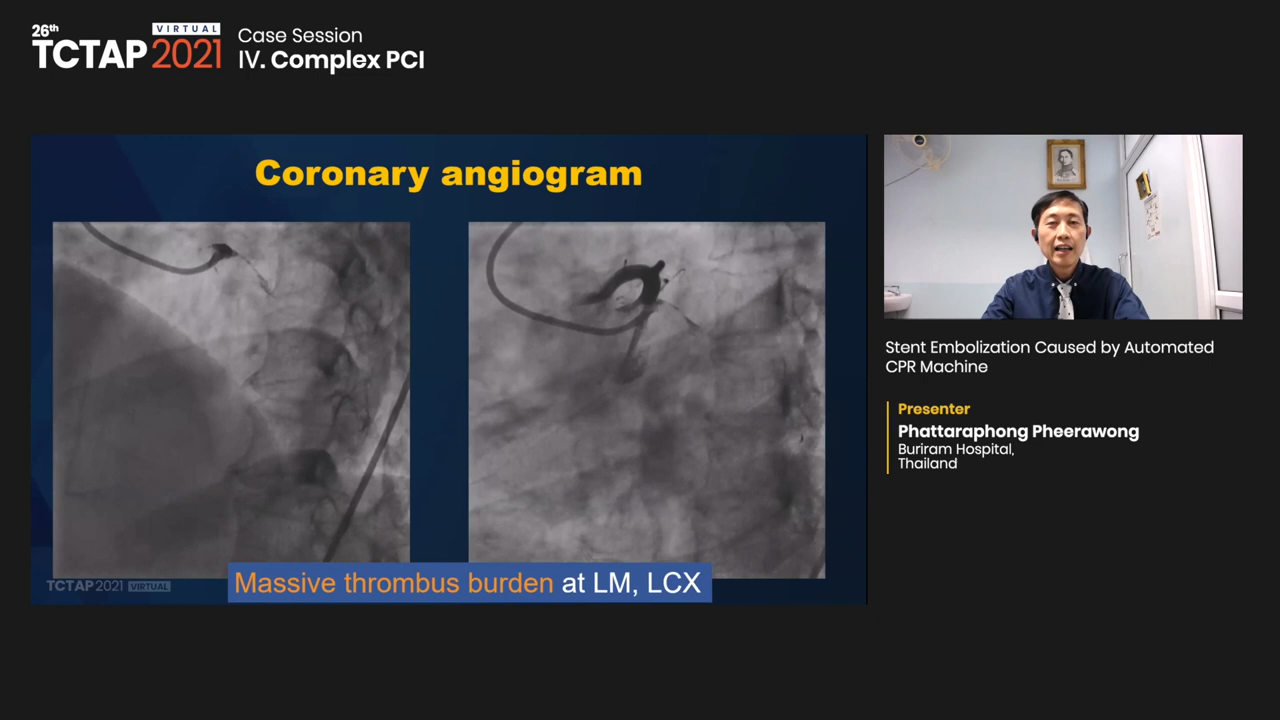 26th
VIRTUAL
TCTAP 2021
Case Session
IV. Complex PCI
Coronary angiogram
Massive thrombus burden at LM, LCX
TCTAP 2021 VIRTUAL
Stent Embolization Caused by Automated
CPR Machine
Presenter
Phattaraphong Pheerawong
Buriram Hospital,
Thailand